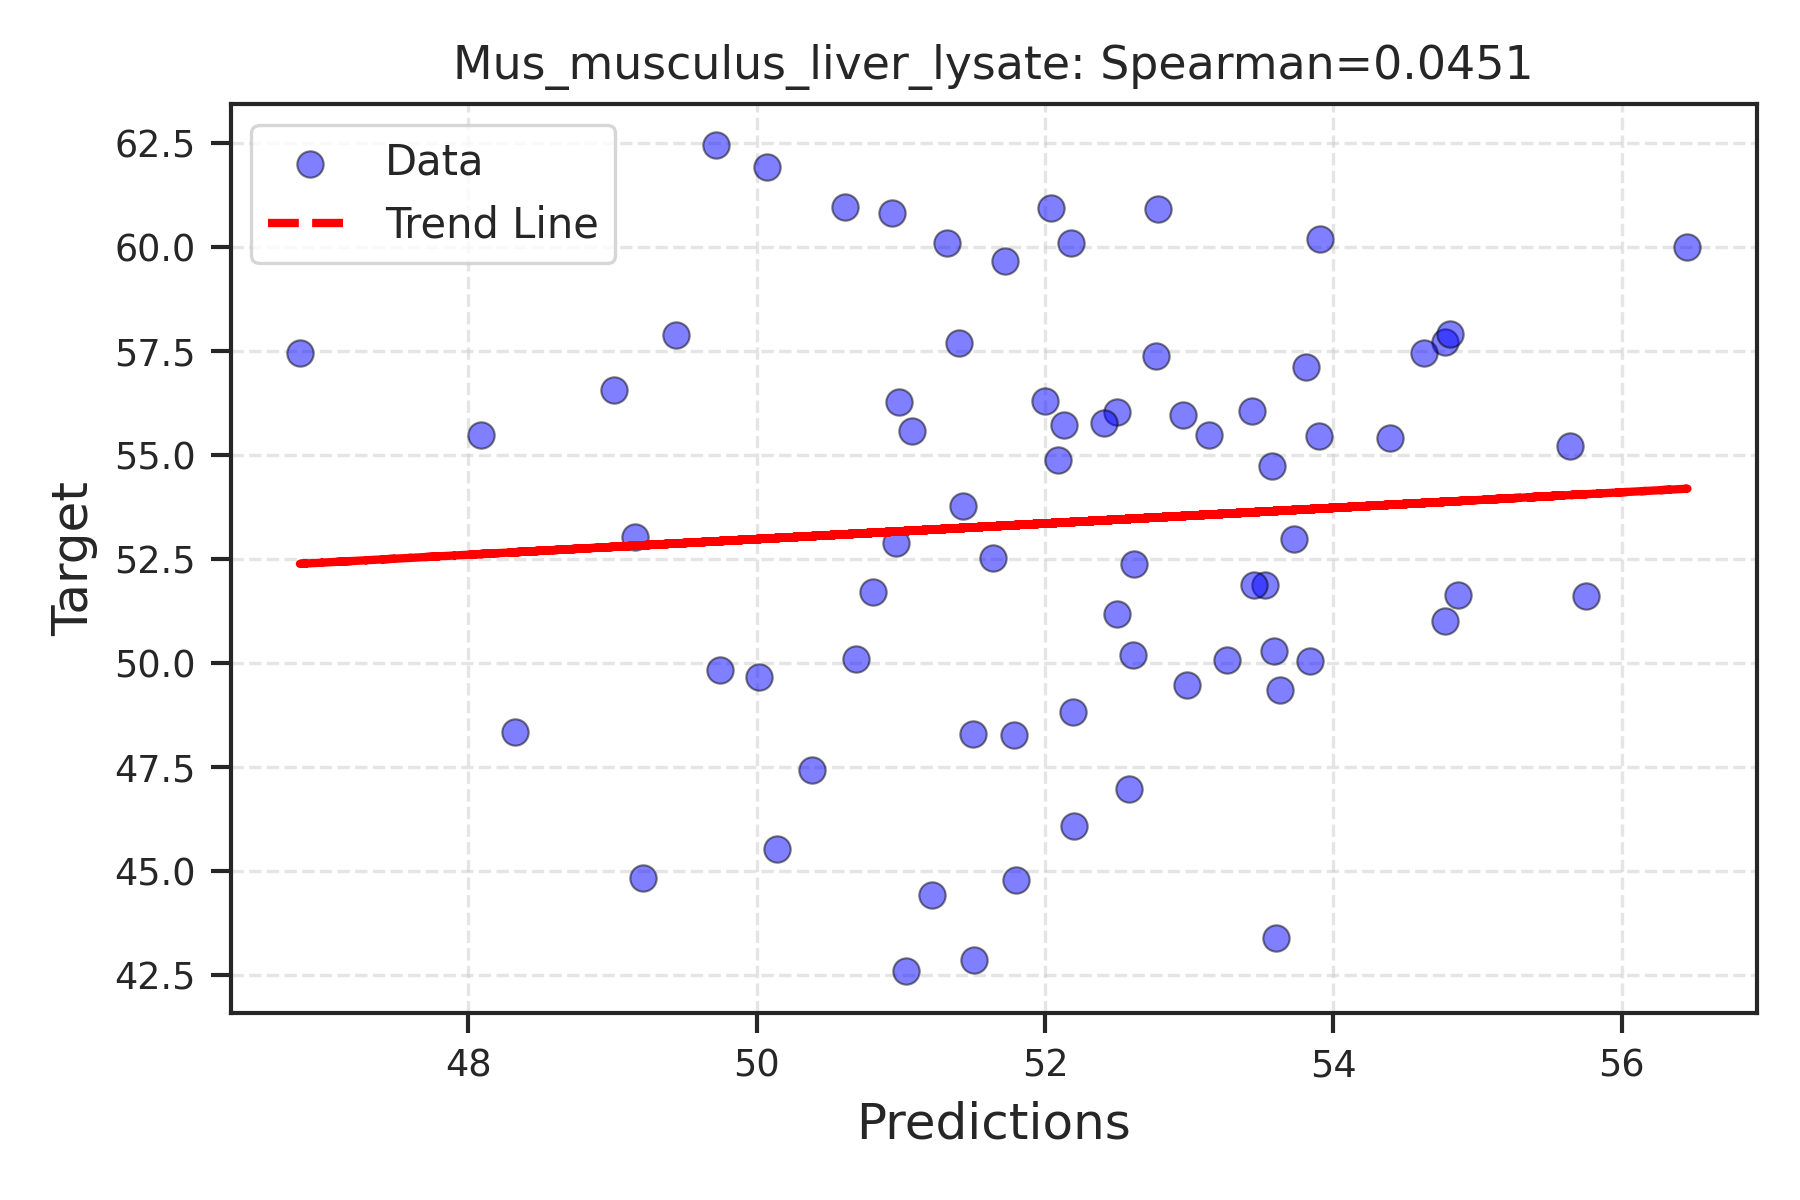 Mus_musculus_liver_lysate: Spearman=0.0451
Data
Trend Line
62.5
60.0
57.5
55.0
52.5
50.0
47.5
45.0
42.5
Target
48 50 52 54 56
Predictions